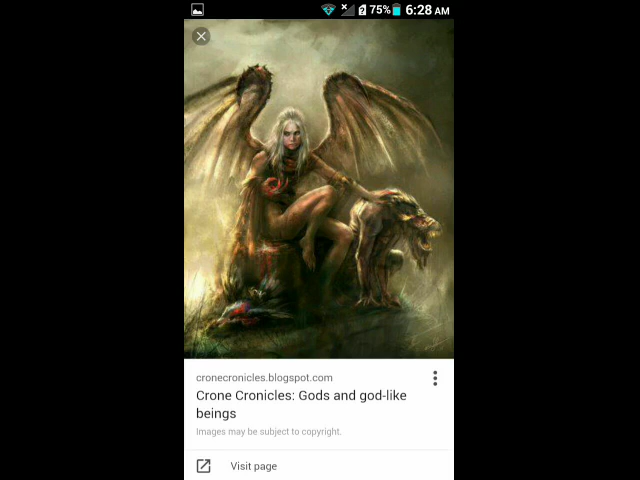 75% 6:28 AM
cronecronicles.blogspot.com
Crone Cronicles: Gods and god-like
beings
Images may be subject to copyright.
Visit page